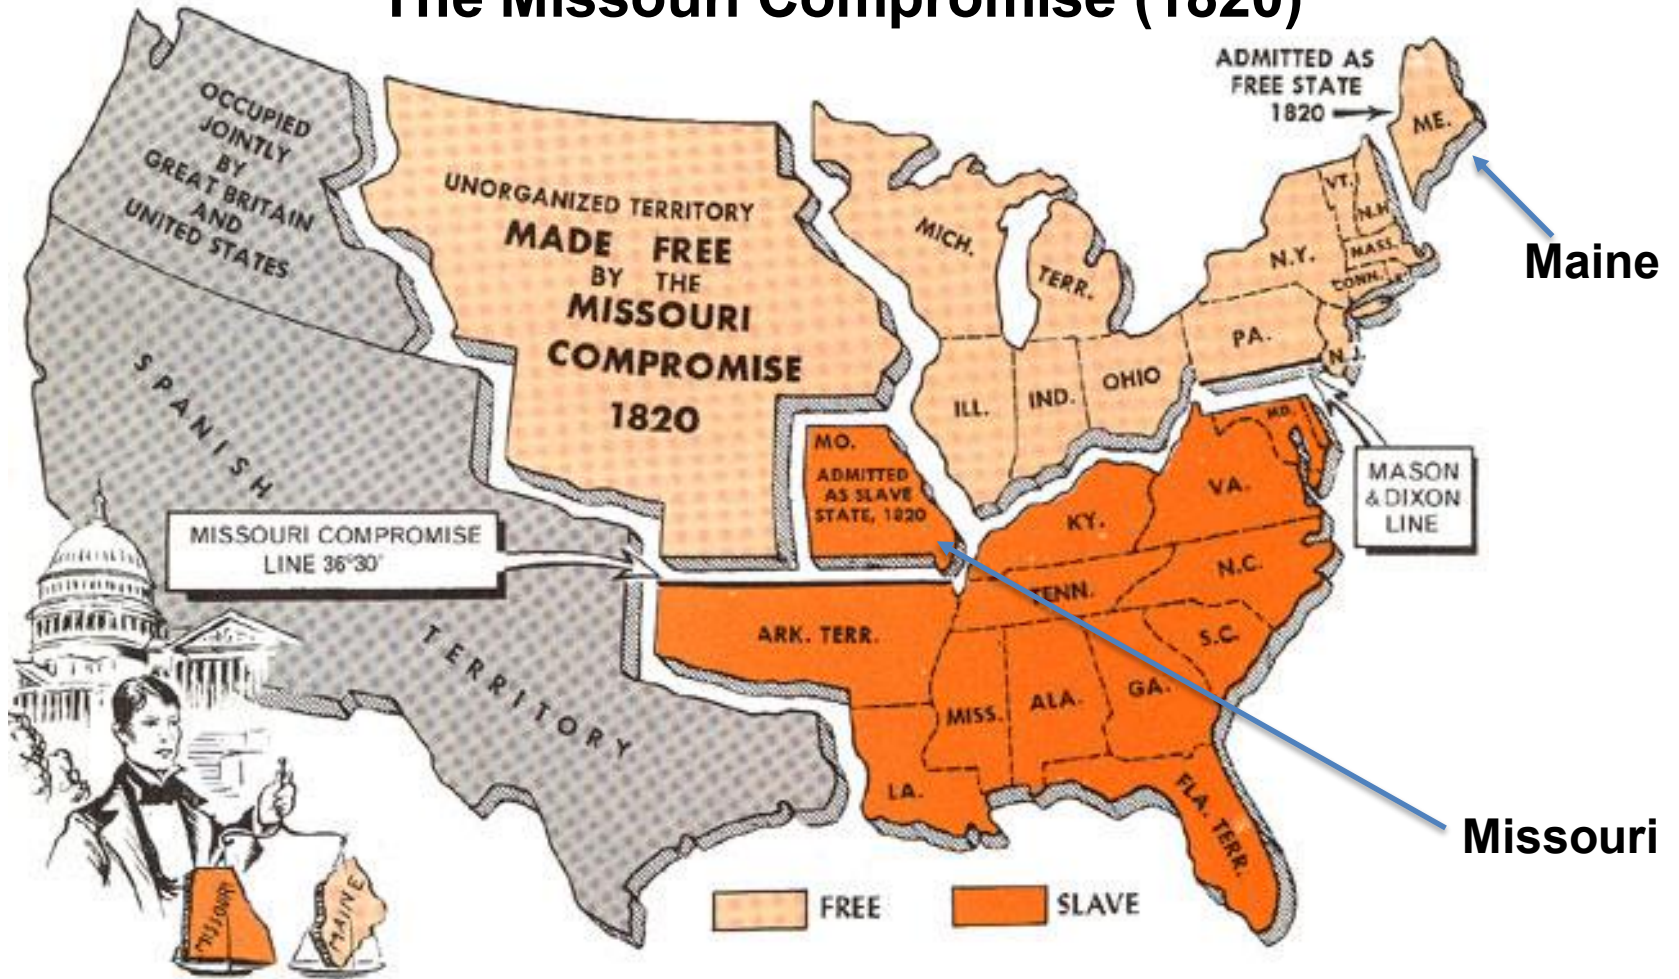 The Missouri Compromise (1820)
ADMITTED AS
FREE STATE
1820
ME.
Maine
OCCUPIED
JOINTLY
BY
GREAT BRITAIN
AND
UNITED STATES
UNORGANIZED TERRITORY
MADE FREE
BY THE
MISSOURI
COMPROMISE
1820
MICH.
TERR.
VT.
N.H.
MASS.
CONN.
N.Y.
PA.
N.J.
ILL.
IND.
OHIO
MO.
ADMITTED
AS SLAVE
STATE, 1820
MD.
VA.
KY.
MASON
& DIXON
LINE
SPANISH
TERRITORY
MISSOURI COMPROMISE
LINE 36°30'
TENN.
N.C.
ARK. TERR.
S.C.
MISS.
ALA.
GA.
LA.
FLA. TERR.
Missouri
MISSOURI
MAINE
FREE
SLAVE